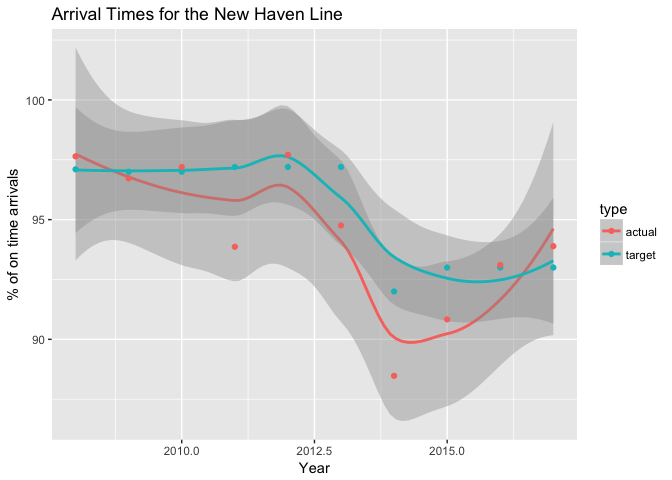 Arrival Times for the New Haven Line
% of on time arrivals
100
95
90
2010.0
2012.5
2015.0
Year
type
actual
target